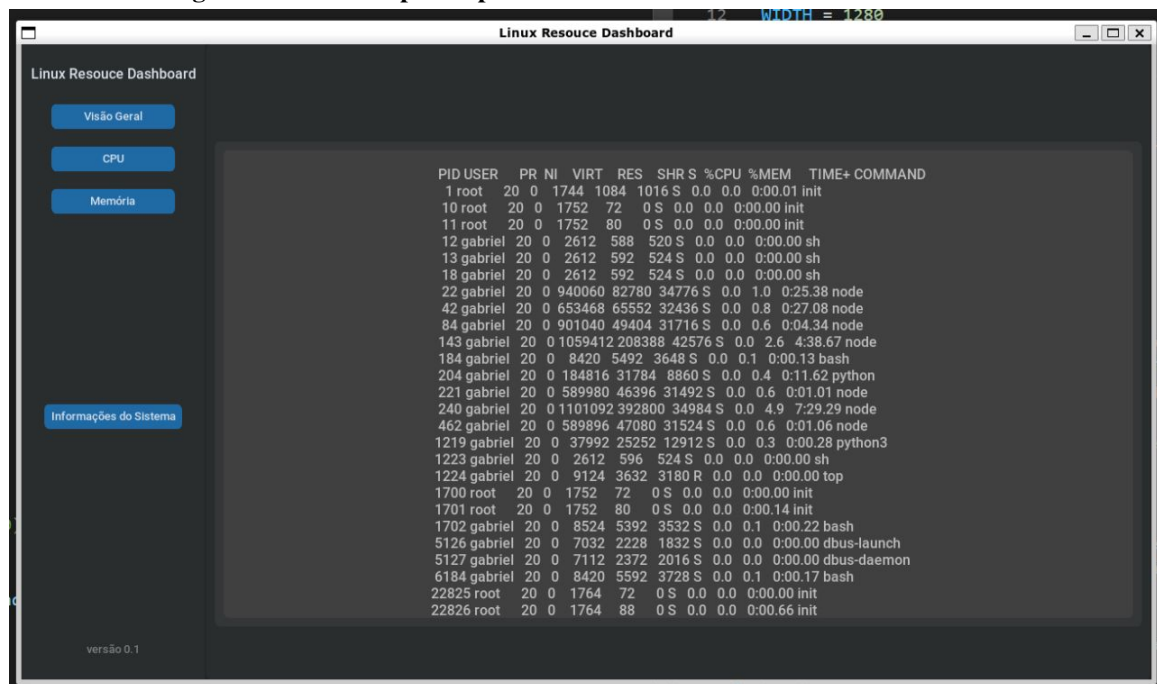 12 WIDTH = 1280
Linux Resouce Dashboard
Linux Resouce Dashboard
Visão Geral
CPU
Memória
Informações do Sistema
versão 0.1
PID USER PR NI VIRT RES SHR S %CPU %MEM TIME+ COMMAND
1 root 20 0 1744 1084 1016 S 0.0 0.0 0:00.01 init
10 root 20 0 1752 72 0 S 0.0 0.0 0:00.00 init
11 root 20 0 1752 80 0 S 0.0 0.0 0:00.00 init
12 gabriel 20 0 2612 588 520 S 0.0 0.0 0:00.00 sh
13 gabriel 20 0 2612 592 524 S 0.0 0.0 0:00.00 sh
18 gabriel 20 0 2612 592 524 S 0.0 0.0 0:00.00 sh
22 gabriel 20 0 940060 82780 34776 S 0.0 1.0 0:25.38 node
42 gabriel 20 0 653468 65552 32436 S 0.0 0.8 0:27.08 node
84 gabriel 20 0 901040 49404 31716 S 0.0 0.6 0:04.34 node
143 gabriel 20 0 1059412 208388 42576 S 0.0 2.6 4:38.67 node
184 gabriel 20 0 8420 5492 3648 S 0.0 0.1 0:00.13 bash
204 gabriel 20 0 184816 31784 8860 S 0.0 0.4 0:11.62 python
221 gabriel 20 0 589980 46396 31492 S 0.0 0.6 0:01.01 node
240 gabriel 20 0 1101092 392800 34984 S 0.0 4.9 7:29.29 node
462 gabriel 20 0 589896 47080 31524 S 0.0 0.6 0:01.06 node
1219 gabriel 20 0 37992 25252 12912 S 0.0 0.3 0:00.28 python3
1223 gabriel 20 0 2612 596 524 S 0.0 0.0 0:00.00 sh
1224 gabriel 20 0 9124 3632 3180 R 0.0 0.0 0:00.00 top
1700 root 20 0 1752 72 0 S 0.0 0.0 0:00.00 init
1701 root 20 0 1752 80 0 S 0.0 0.0 0:00.14 init
1702 gabriel 20 0 8524 5392 3532 S 0.0 0.1 0:00.22 bash
5126 gabriel 20 0 7032 2228 1832 S 0.0 0.0 0:00.00 dbus-launch
5127 gabriel 20 0 7112 2372 2016 S 0.0 0.0 0:00.00 dbus-daemon
6184 gabriel 20 0 8420 5592 3728 S 0.0 0.1 0:00.17 bash
22825 root 20 0 1764 72 0 S 0.0 0.0 0:00.00 init
22826 root 20 0 1764 88 0 S 0.0 0.0 0:00.66 init